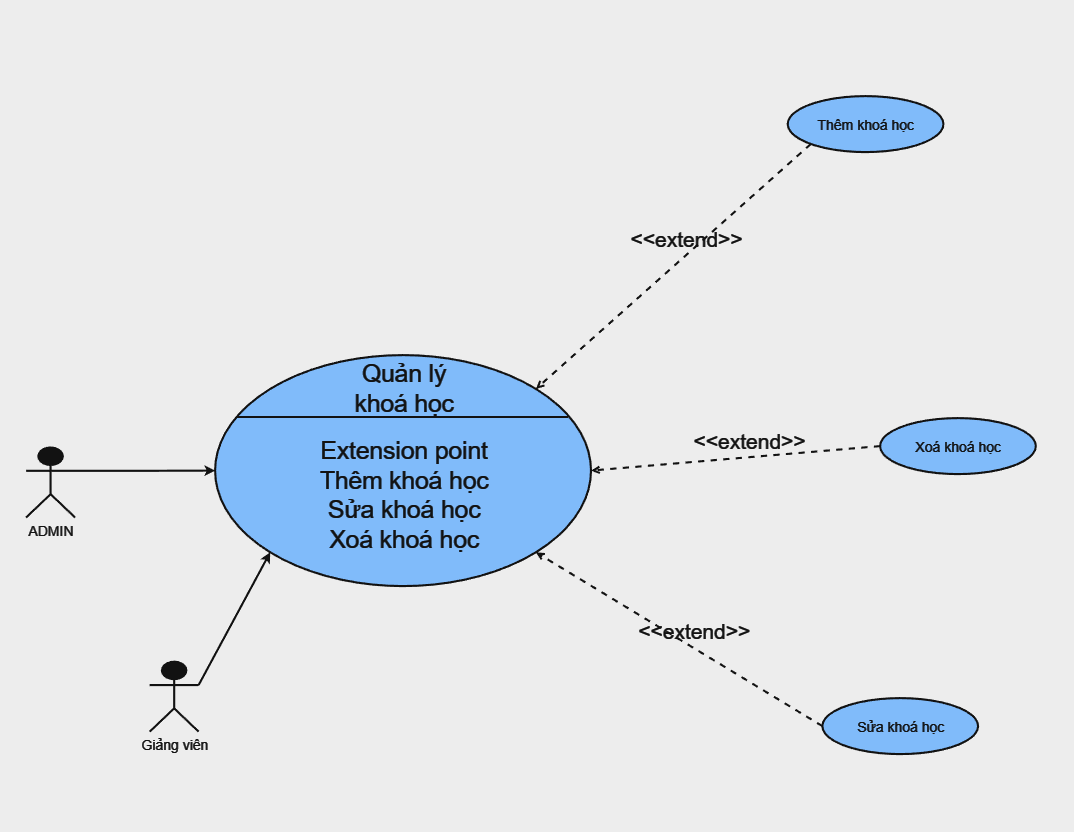 Thêm khoá học
<<extend>>
Quản lý
khoá học
Extension point
Thêm khoá học
Sửa khoá học
Xoá khoá học
<<extend>>
Xoá khoá học
ADMIN
<<extend>>
Giảng viên
Sửa khoá học